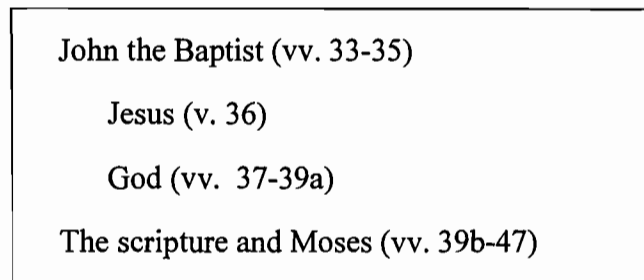 John the Baptist (vv. 33-35)
Jesus (v. 36)
God (vv. 37-39a)
The scripture and Moses (vv. 39b-47)